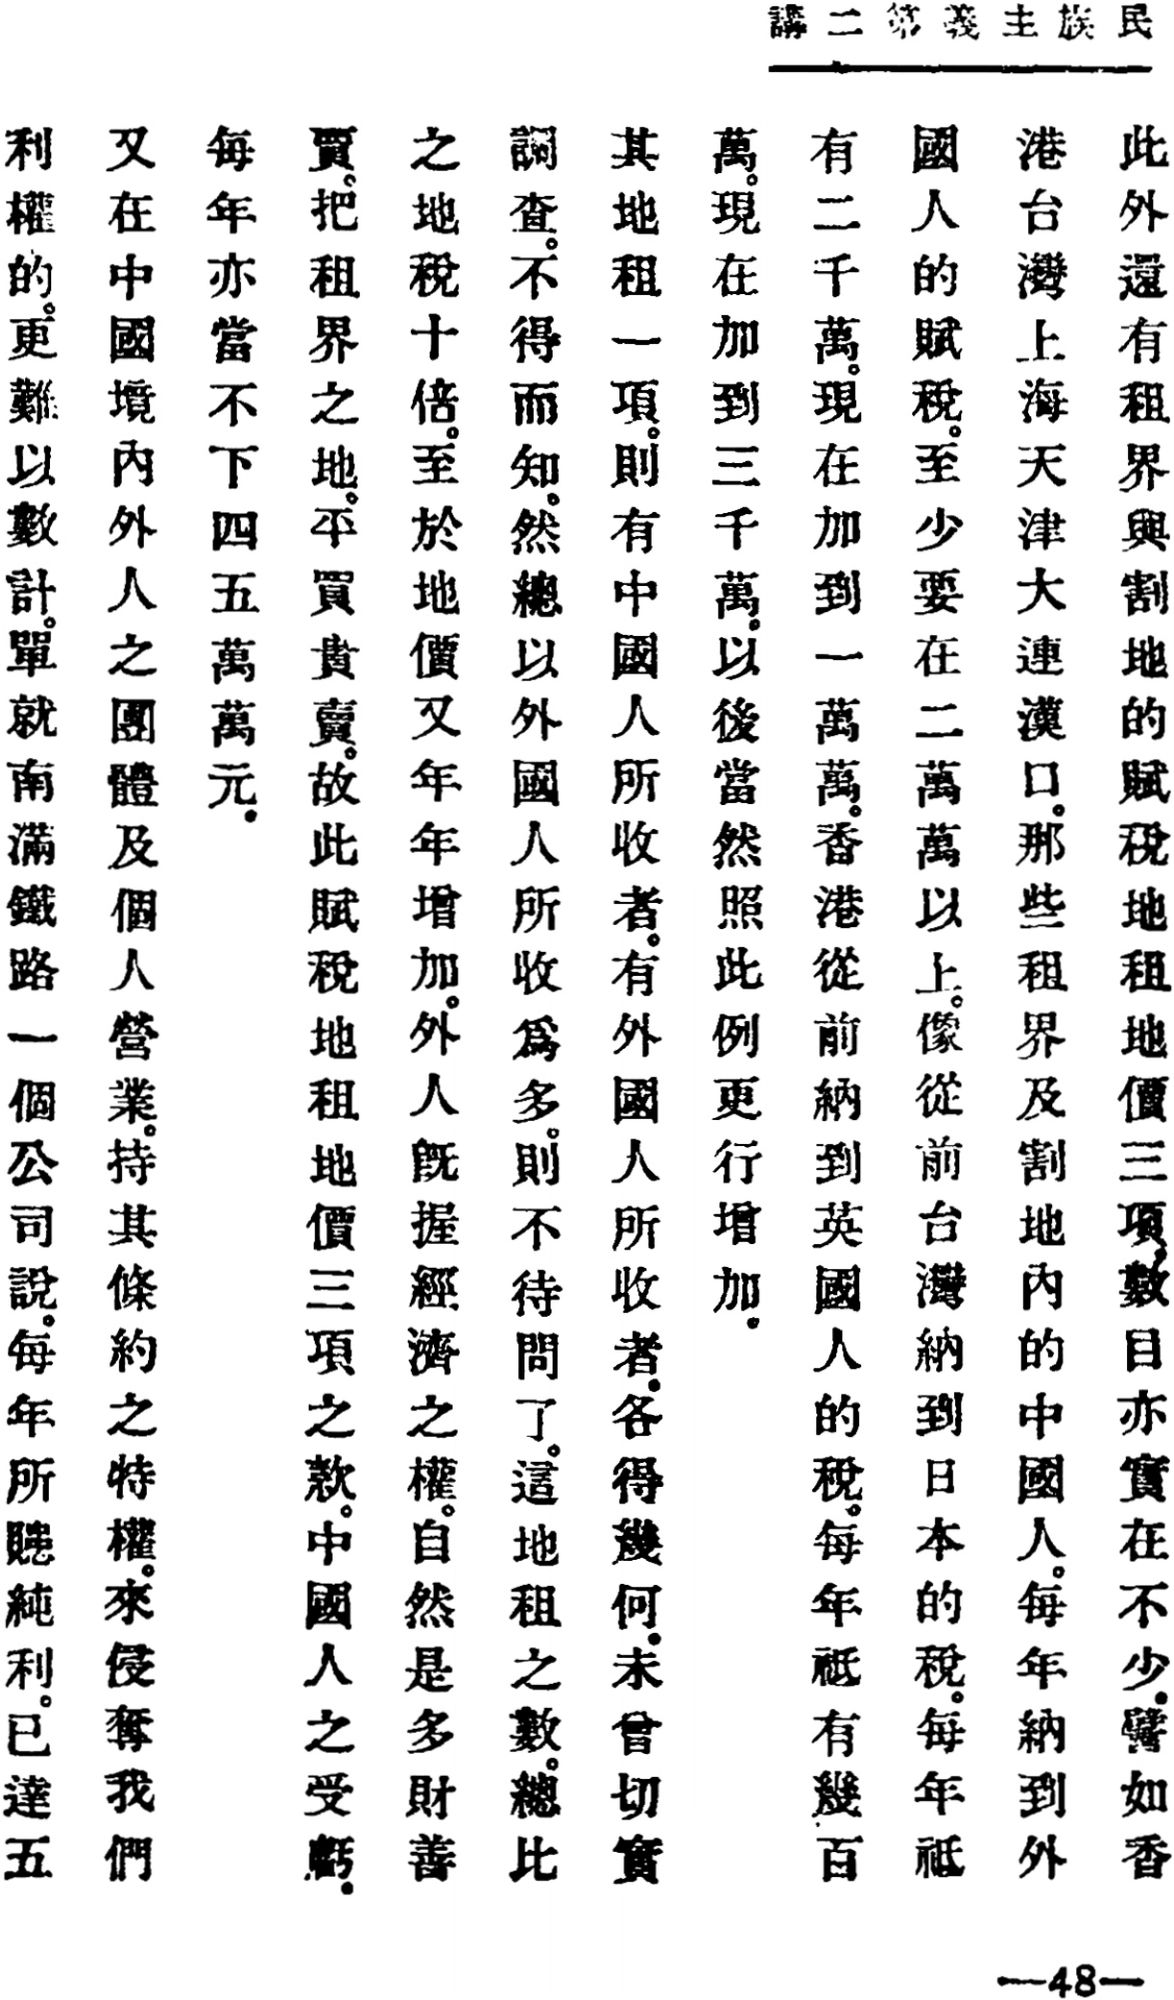 民族主義第二講
此外還有租界與割地的賦稅地租地價三項。數目亦實在不少。譬如香
港台灣上海天津大連漢口。那些租界及割地內的中國人。每年納到外
國人的賦稅。至少要在二萬萬以上。像從前台灣納到日本的稅。每年祗
有二千萬。現在加到一萬萬。香港從前納到英國人的稅。每年祗有幾百
萬。現在加到三千萬。以後當然照此例更行增加。
其地租一項。則有中國人所收者。有外國人所收者。各得幾何。未曾切實
調查。不得而知。然總以外國人所收爲多。則不待問了。這地租之數。總比
之地稅十倍。至於地價又年年增加。外人旣握經濟之權。自然是多財善
賈。把租界之地。平買貴賣。故此賦稅地租地價三項之款。中國人之受虧。
每年亦當不下四五萬萬元。
又在中國境內外人之團體及個人營業。持其條約之特權。來侵奪我們
利權的。更難以數計。單就南滿鐵路一個公司說。每年所賺純利。已達五
—48—